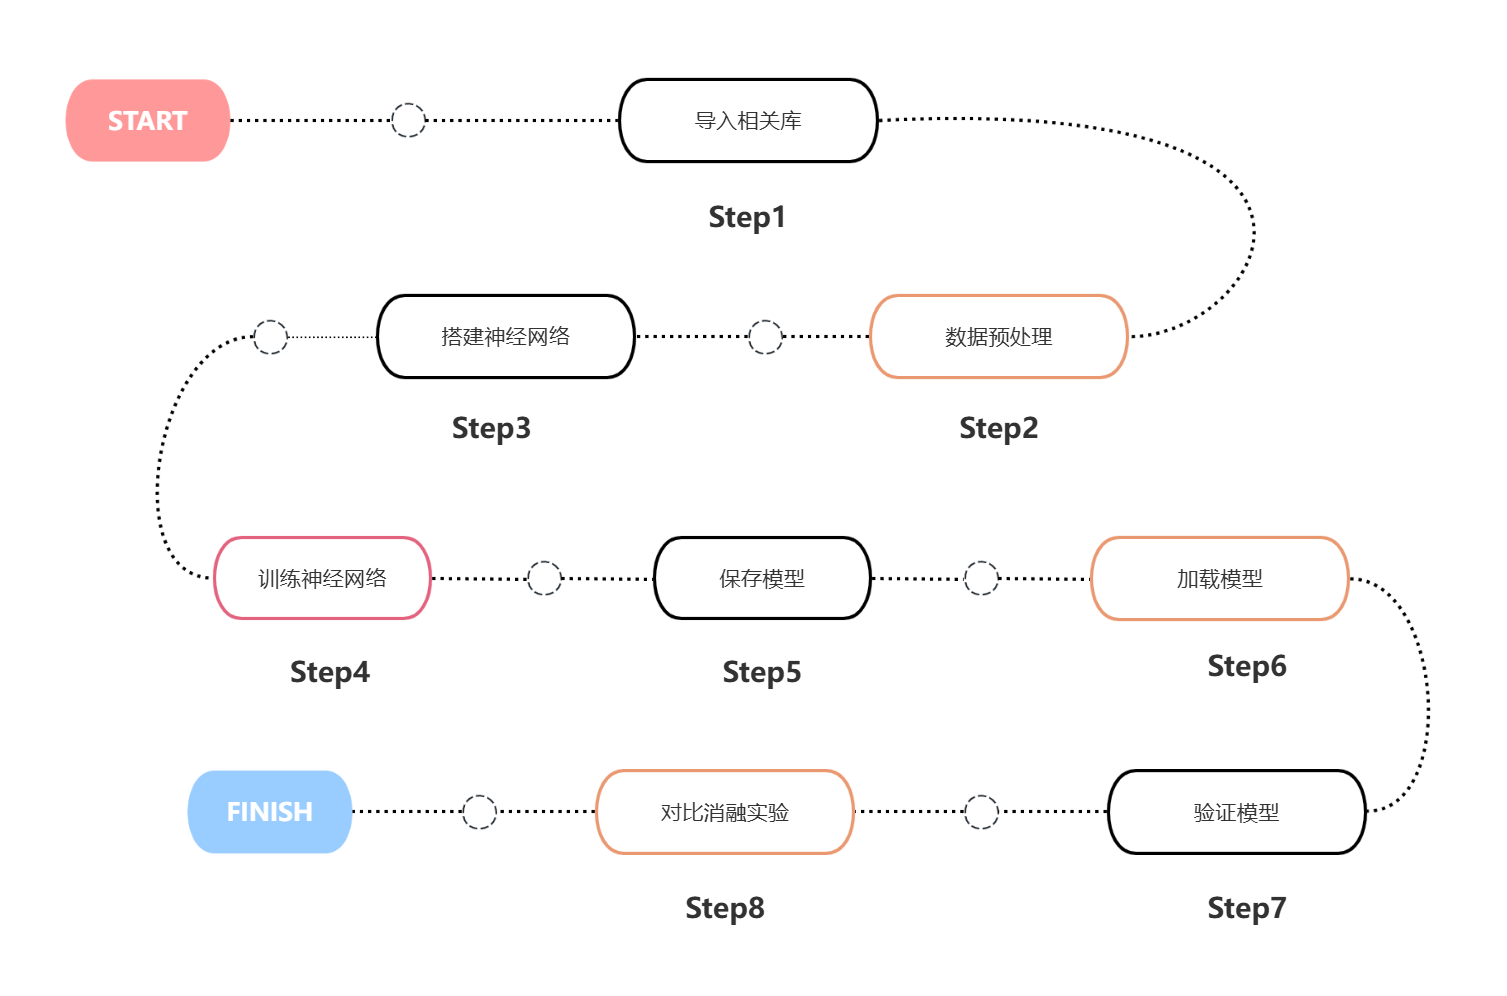 START
导入相关库
Step1
数据预处理
Step2
搭建神经网络
Step3
训练神经网络
Step4
保存模型
Step5
加载模型
Step6
验证模型
Step7
对比消融实验
Step8
FINISH